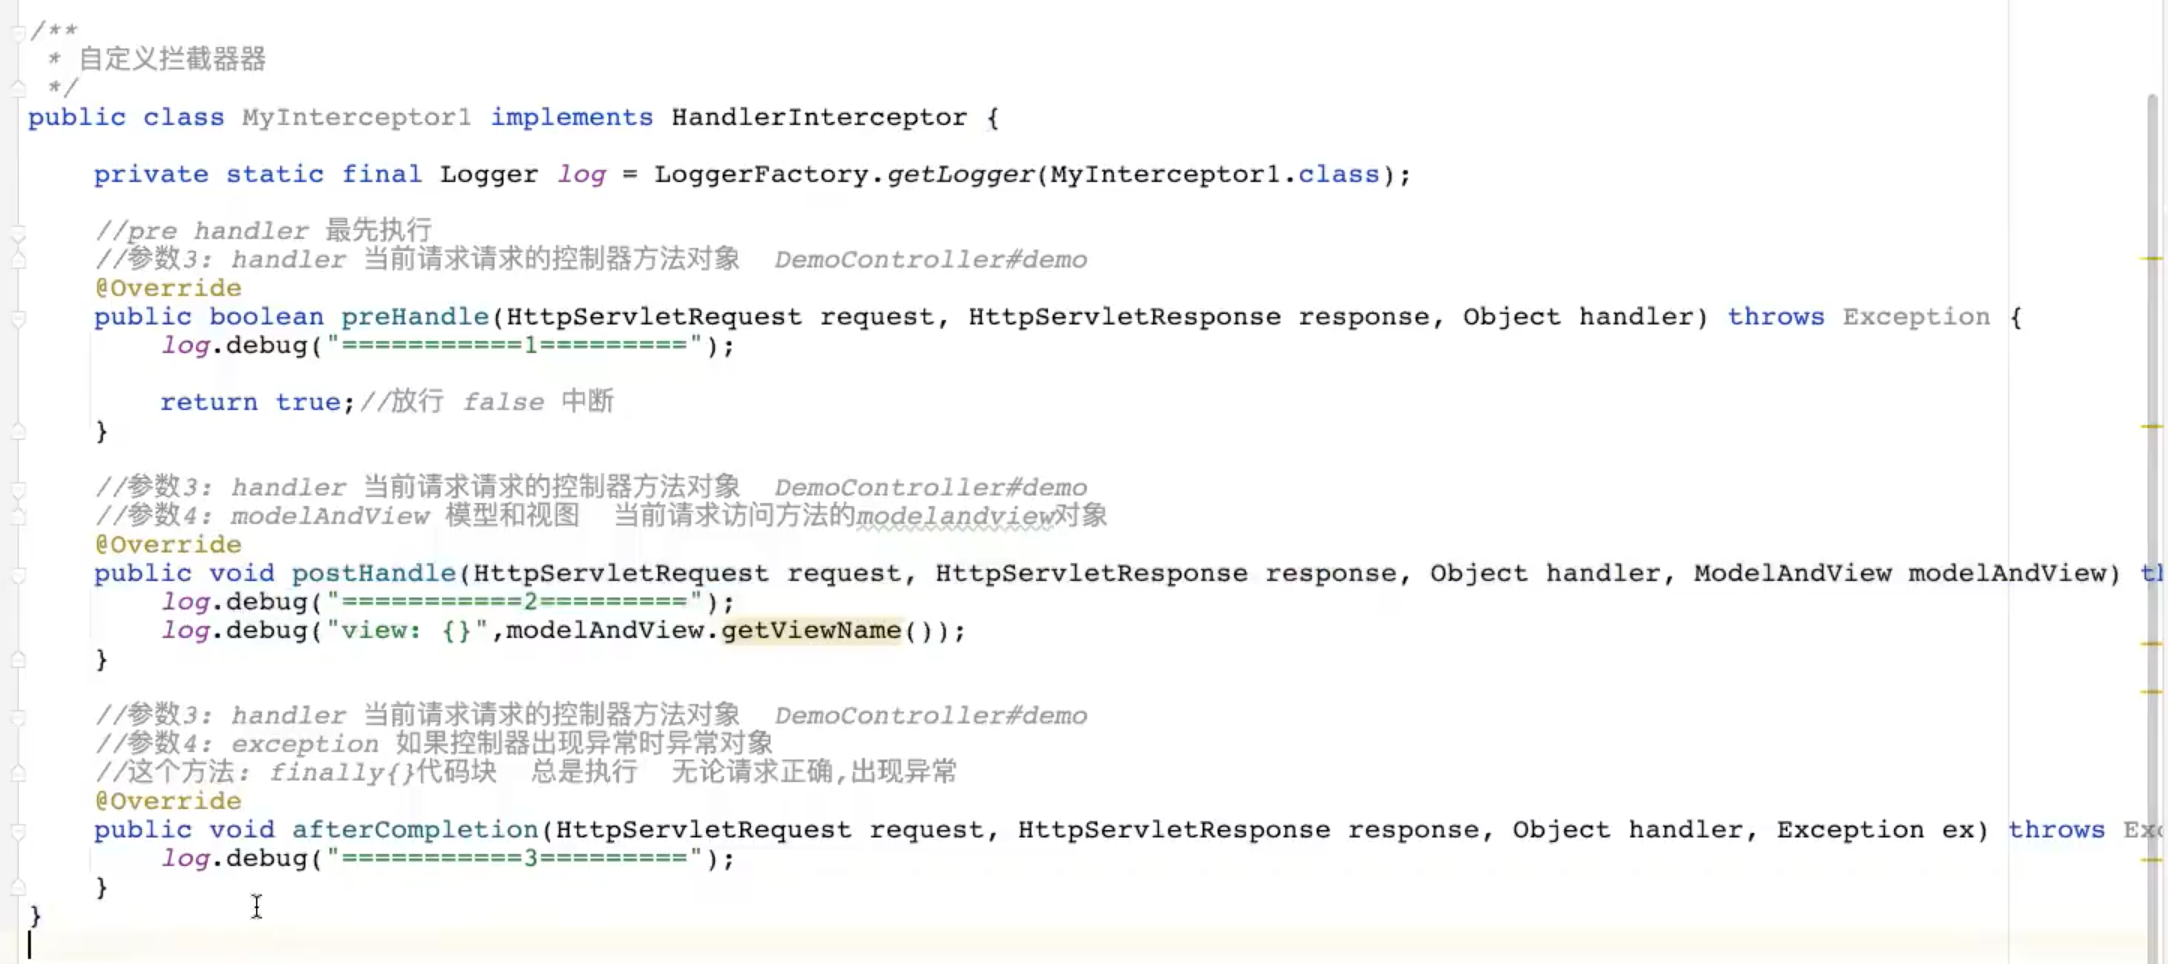 /**
 * 自定义拦截器器
 */
public class MyInterceptor1 implements HandlerInterceptor {
private static final Logger log = LoggerFactory.getLogger(MyInterceptor1.class);
//pre handler 最先执行
//参数3: handler 当前请求请求的控制器方法对象 DemoController#demo
@Override
public boolean preHandle(HttpServletRequest request, HttpServletResponse response, Object handler) throws Exception {
log.debug("===========1=========");
return true;//放行 false 中断
}
//参数3: handler 当前请求请求的控制器方法对象 DemoController#demo
//参数4: modelAndView 模型和视图 当前请求访问方法的modelandview对象
@Override
public void postHandle(HttpServletRequest request, HttpServletResponse response, Object handler, ModelAndView modelAndView) th
log.debug("===========2=========");
log.debug("view: {}",modelAndView.getViewName());
}
//参数3: handler 当前请求请求的控制器方法对象 DemoController#demo
//参数4: exception 如果控制器出现异常时异常对象
//这个方法: finally{}代码块 总是执行 无论请求正确,出现异常
@Override
public void afterCompletion(HttpServletRequest request, HttpServletResponse response, Object handler, Exception ex) throws Exc
log.debug("===========3=========");
}
}